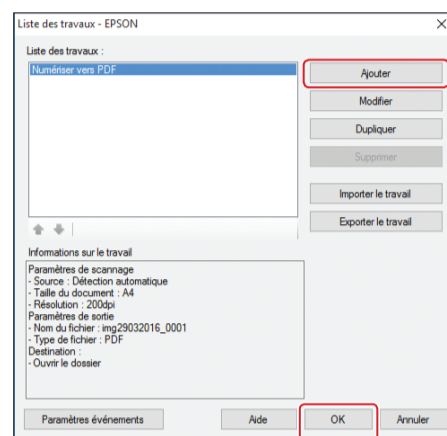 Liste des travaux - EPSON
Liste des travaux :
Numériser vers PDF
Ajouter
Modifier
Dupliquer
Supprimer
Importer le travail
Exporter le travail
Informations sur le travail
Paramètres de scannage
- Source : Détection automatique
- Taille du document : A4
- Résolution : 200dpi
Paramètres de sortie
- Nom du fichier : img29032016_0001
- Type de fichier : PDF
Destination :
- Ouvrir le dossier
Paramètres événements
Aide
OK
Annuler